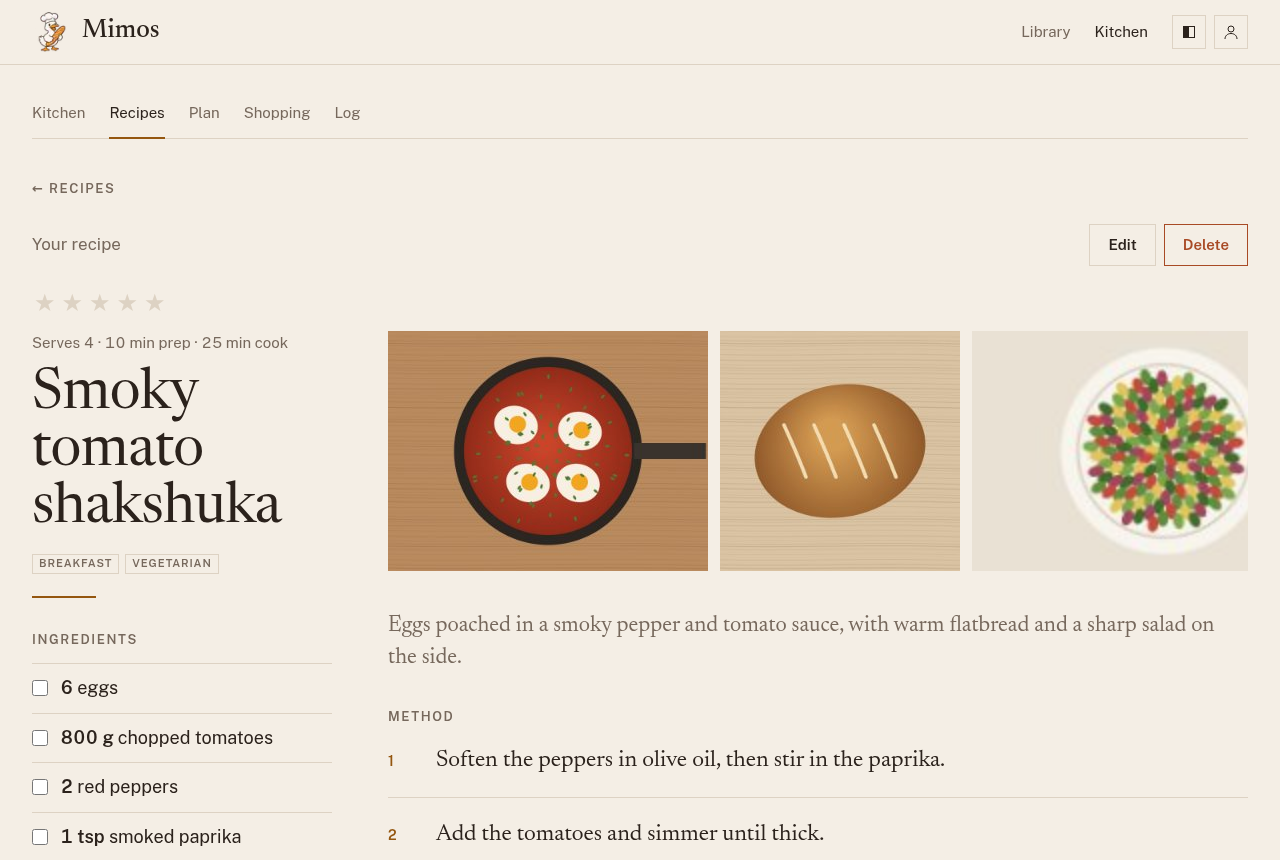 Mimos
Library
Kitchen
Kitchen
Recipes
Plan
Shopping
Log
← RECIPES
Your recipe
Edit
Delete
★ ★ ★ ★ ★
Serves 4 · 10 min prep · 25 min cook
Smoky
tomato
shakshuka
BREAKFAST
VEGETARIAN
INGREDIENTS
6 eggs
800 g chopped tomatoes
2 red peppers
1 tsp smoked paprika
Eggs poached in a smoky pepper and tomato sauce, with warm flatbread and a sharp salad on
the side.
METHOD
1 Soften the peppers in olive oil, then stir in the paprika.
2 Add the tomatoes and simmer until thick.